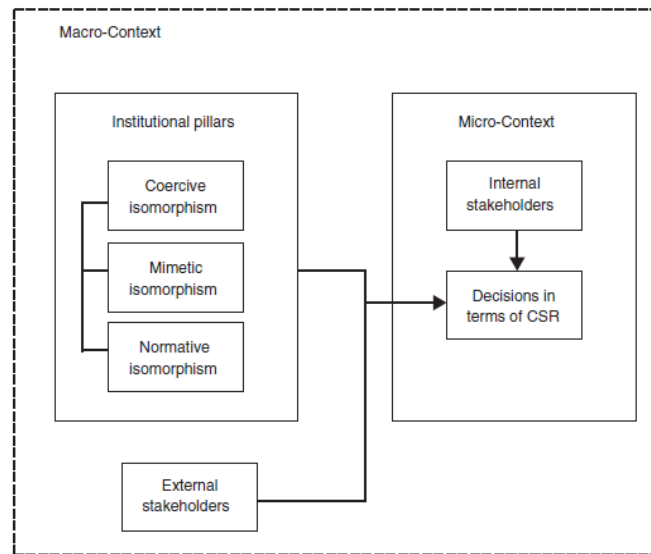 Macro-Context
Institutional pillars
Coercive
isomorphism
Mimetic
isomorphism
Normative
isomorphism
External
stakeholders
Micro-Context
Internal
stakeholders
Decisions in
terms of CSR